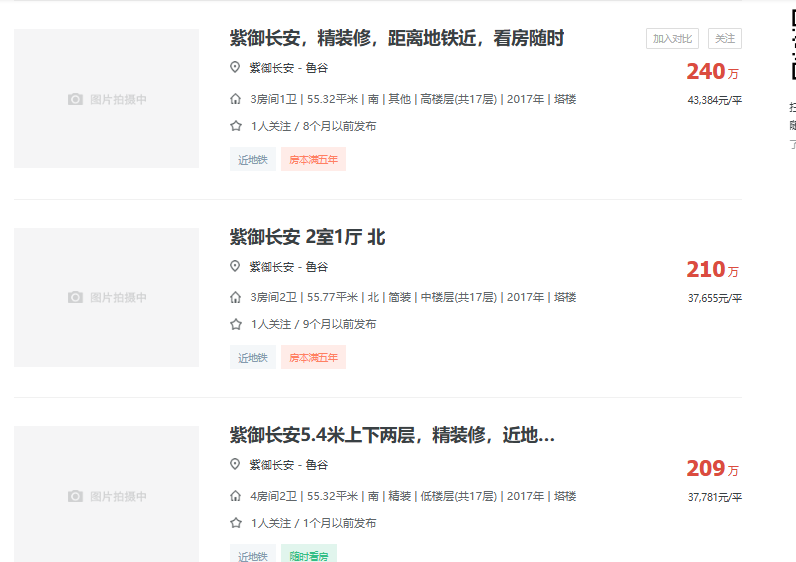 紫御长安，精装修，距离地铁近，看房随时
加入对比
关注
图片拍摄中
紫御长安 - 鲁谷
240万
3房间1卫 | 55.32平米 | 南 | 其他 | 高楼层(共17层) | 2017年 | 塔楼
43,384元/平
1人关注 / 8个月以前发布
近地铁
房本满五年
紫御长安 2室1厅 北
图片拍摄中
紫御长安 - 鲁谷
210万
3房间2卫 | 55.77平米 | 北 | 简装 | 中楼层(共17层) | 2017年 | 塔楼
37,655元/平
1人关注 / 9个月以前发布
近地铁
房本满五年
紫御长安5.4米上下两层，精装修，近地...
图片拍摄中
紫御长安 - 鲁谷
209万
4房间2卫 | 55.32平米 | 南 | 精装 | 低楼层(共17层) | 2017年 | 塔楼
37,781元/平
1人关注 / 1个月以前发布
近地铁
随时看房